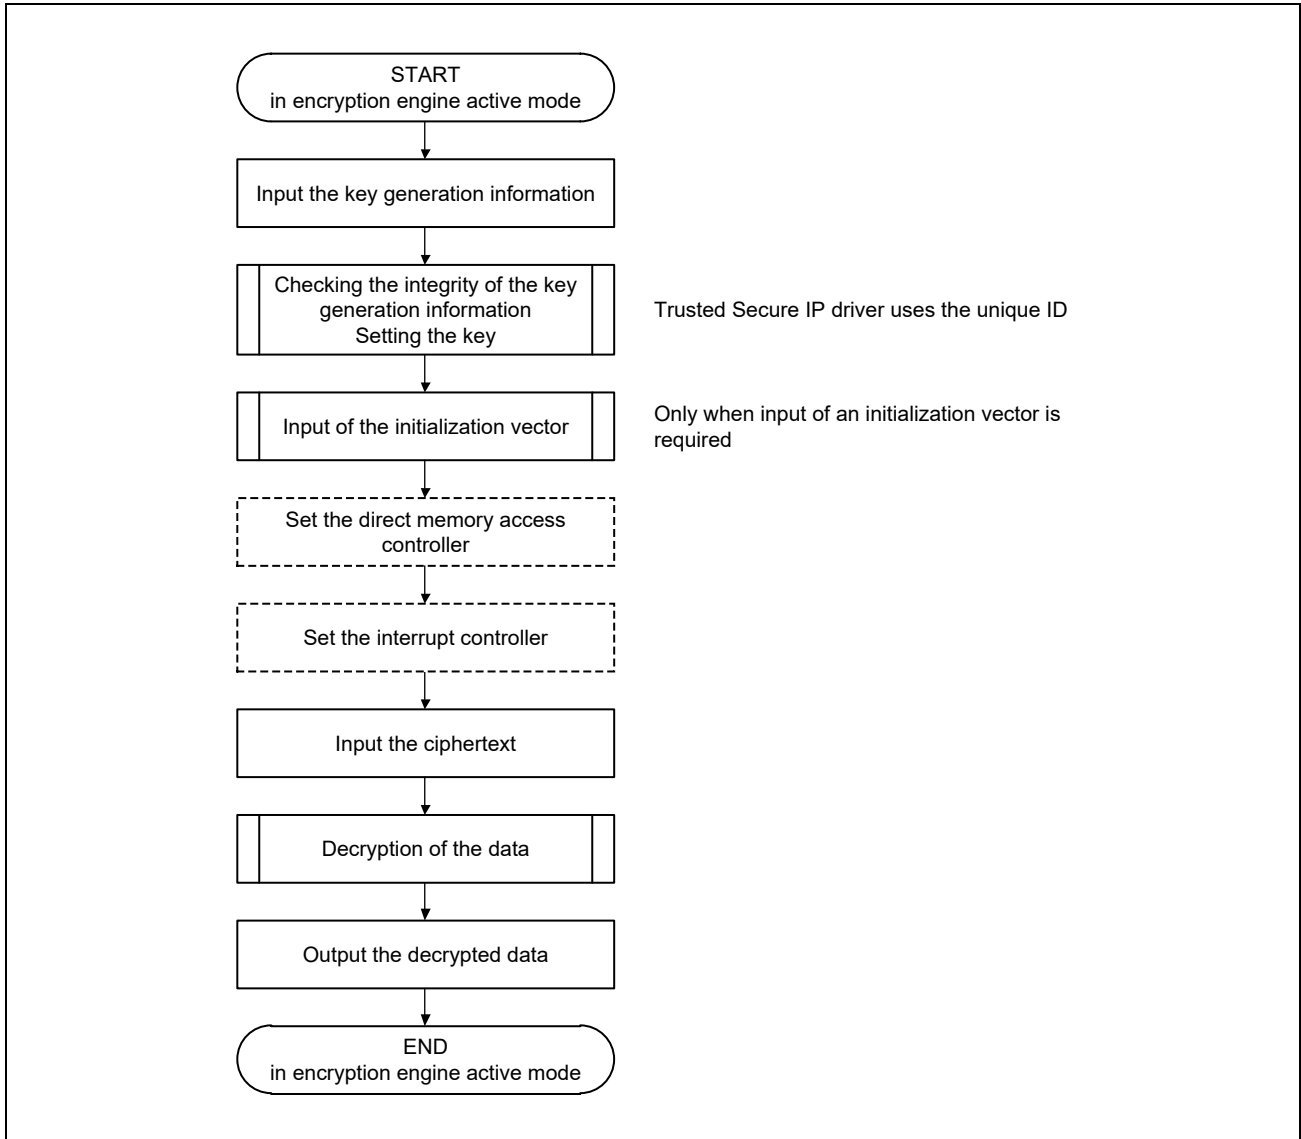 START
in encryption engine active mode
Input the key generation information
Checking the integrity of the key
generation information
Setting the key
Trusted Secure IP driver uses the unique ID
Input of the initialization vector
Only when input of an initialization vector is
required
Set the direct memory access
controller
Set the interrupt controller
Input the ciphertext
Decryption of the data
Output the decrypted data
END
in encryption engine active mode